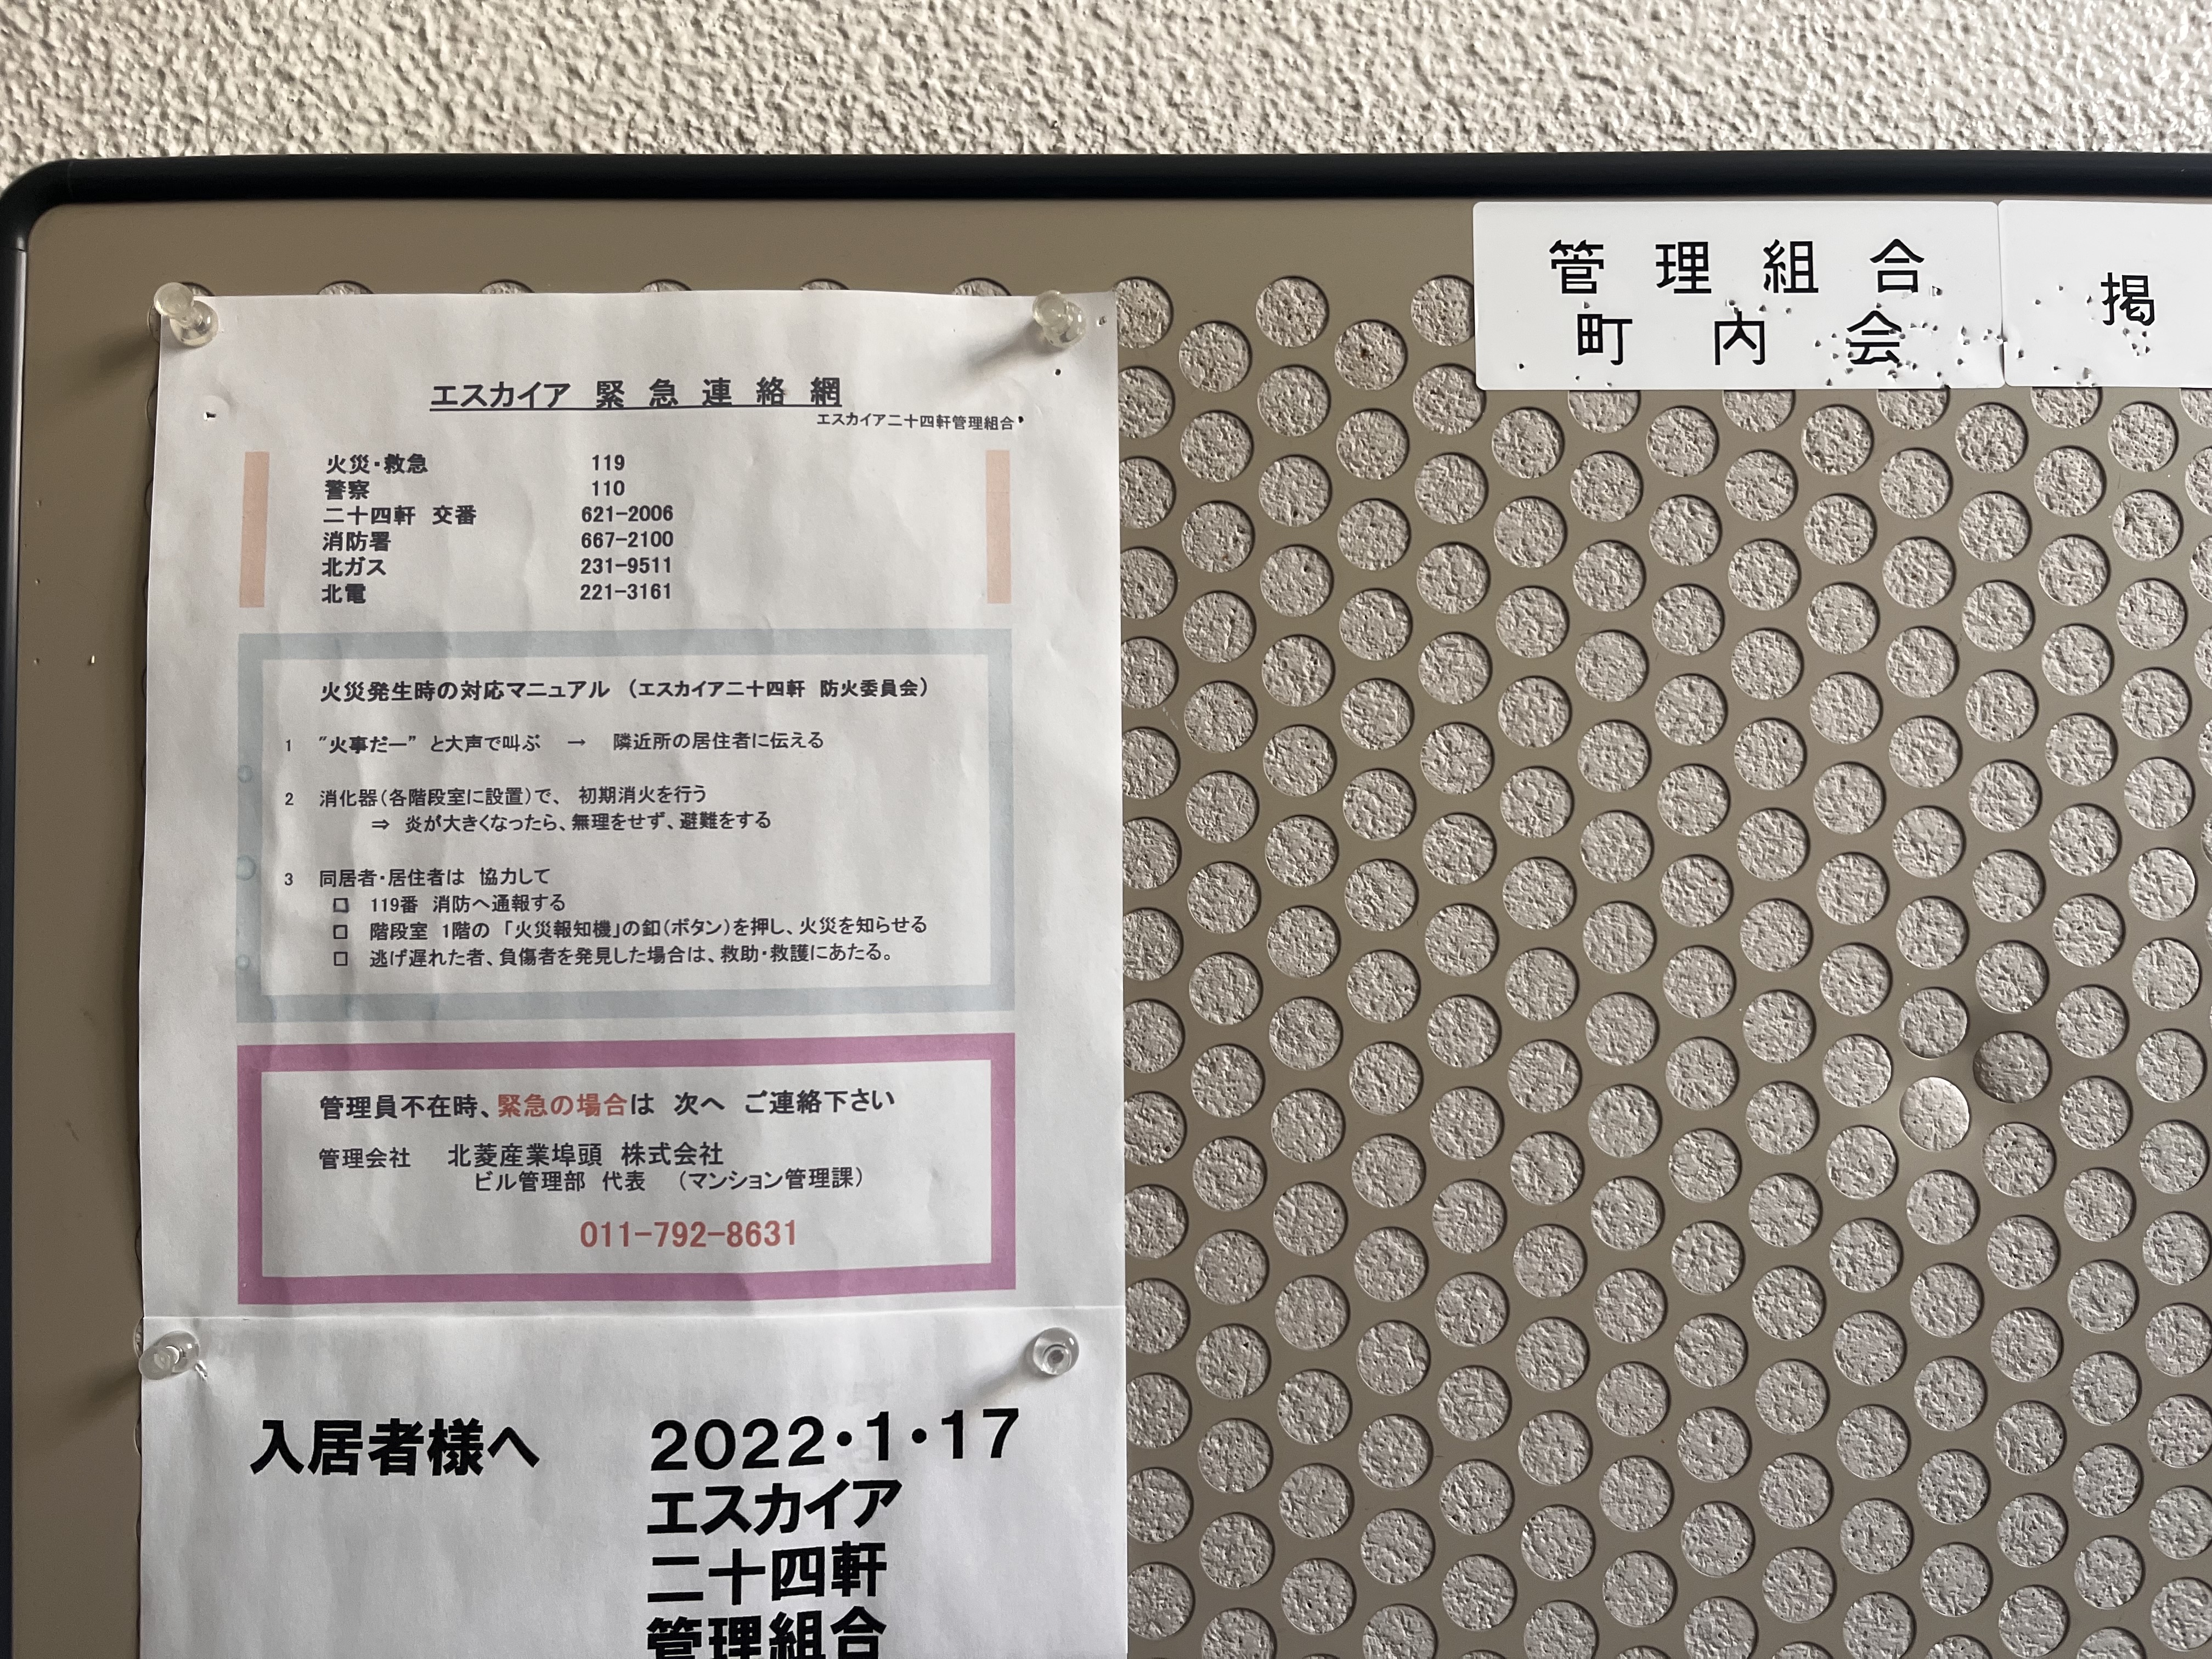 エスカイア 緊 急 連 絡 網
エスカイア二十四軒管理組合
火災・救急 119
警察 110
二十四軒 交番 621-2006
消防署 667-2100
北ガス 231-9511
北電 221-3161
火災発生時の対応マニュアル (エスカイア二十四軒 防火委員会)
1 "火事だー" と大声で叫ぶ → 隣近所の居住者に伝える
2 消化器(各階段室に設置)で、 初期消火を行う
⇒ 炎が大きくなったら、無理をせず、避難をする
3 同居者・居住者は 協力して
□ 119番 消防へ通報する
□ 階段室 1階の 「火災報知機」の釦(ボタン)を押し、火災を知らせる
□ 逃げ遅れた者、負傷者を発見した場合は、救助・救護にあたる。
管理員不在時、緊急の場合は 次へ ご連絡下さい
管理会社 北菱産業埠頭 株式会社
ビル管理部 代表 (マンション管理課)
011-792-8631
入居者様へ 2022・1・17
エスカイア
二十四軒
管理組合
管 理 組 合
町 内 会
掲